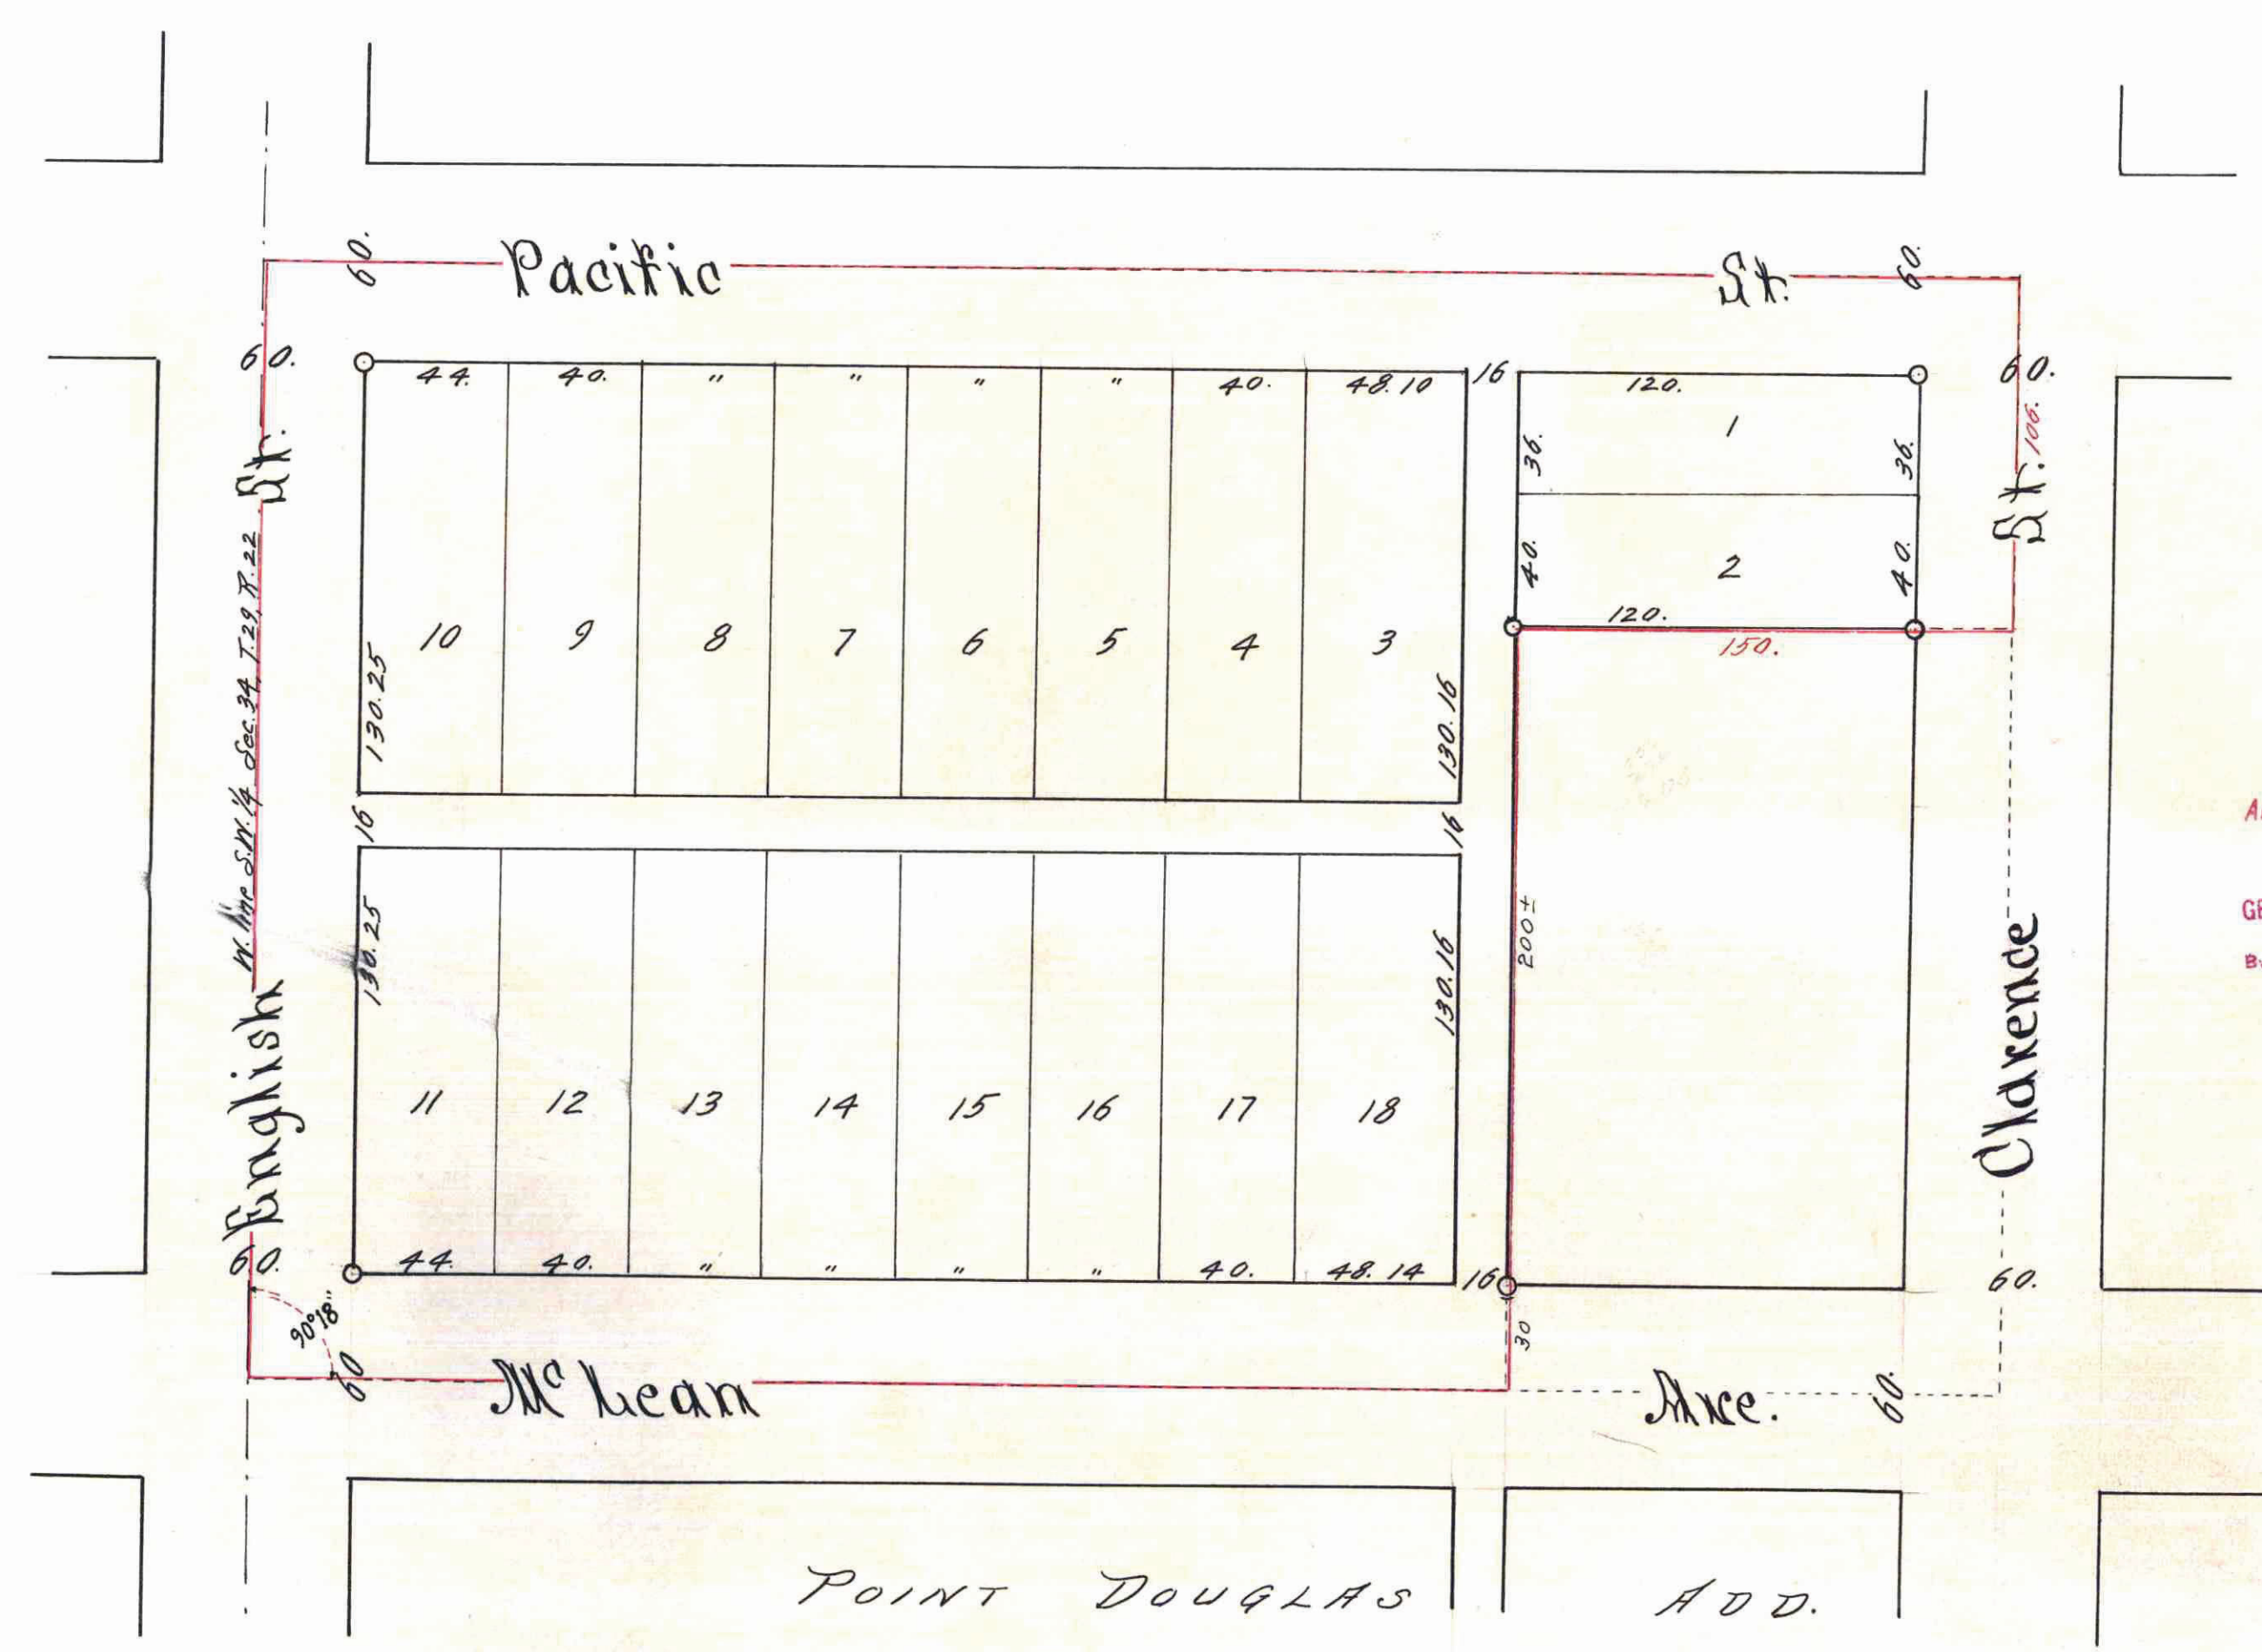 60.
60.
Pacific St.
60.
44. 40. " " " " 40. 48.10
16
120.
60.
1
36.
36.
106.
St.
St.
2
40.
40.
120.
150.
W. line S.W. 1/4 Sec. 34, T. 29, R. 22
10 9 8 7 6 5 4 3
130.25
130.16
16
16
130.25
130.16
200±
English
Clarence
11 12 13 14 15 16 17 18
60.
44. 40. " " " " 40. 48.14
16
60.
90°18"
30
60
60.
Mc Lean Ave.
POINT DOUGLAS ADD.